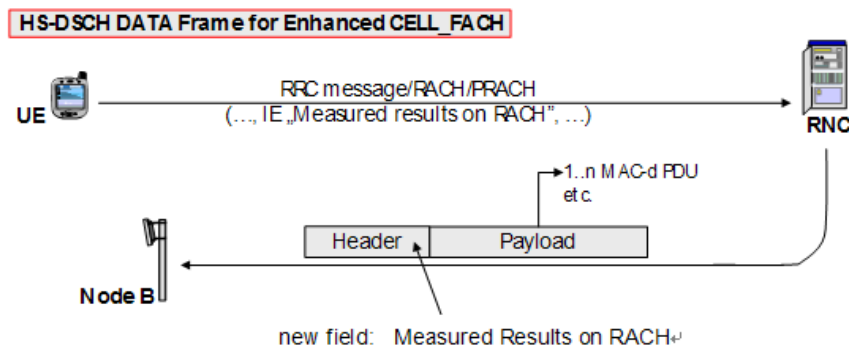 HS-DSCH DATA Frame for Enhanced CELL_FACH
RRC message/RACH/PRACH
UE
(..., IE „Measured results on RACH”, ...)
RNC
1..n MAC-d PDU
etc.
Header
Payload
Node B
new field: Measured Results on RACH↵